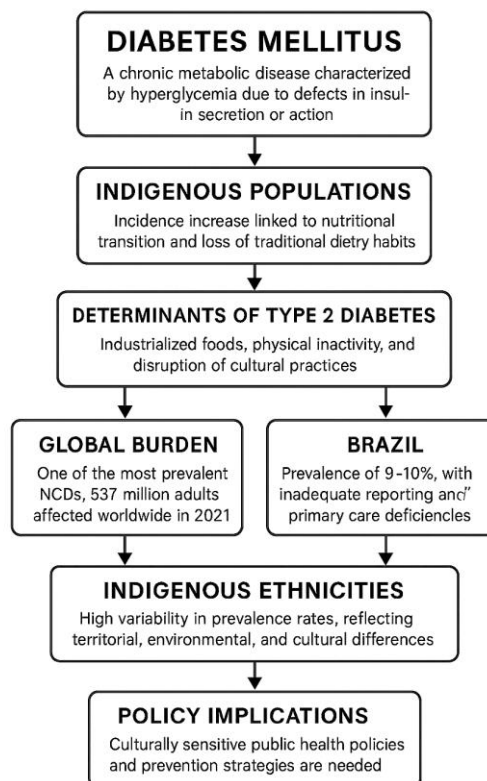 DIABETES MELLITUS
A chronic metabolic disease characterized
by hyperglycemia due to defects in insul-
in secretion or action
INDIGENOUS POPULATIONS
Incidence increase linked to nutritional
transition and loss of traditional dietry habits
DETERMINANTS OF TYPE 2 DIABETES
Industrialized foods, physical inactivity, and
disruption of cultural practices
GLOBAL BURDEN
One of the most prevalent
NCDs, 537 million adults
affected worldwide in 2021
BRAZIL
Prevalence of 9-10%, with
inadequate reporting and”
primary care deficiencies
INDIGENOUS ETHNICITIES
High variability in prevalence rates, reflecting
territorial, environmental, and cultural differences
POLICY IMPLICATIONS
Culturally sensitive public health policies
and prevention strategies are needed